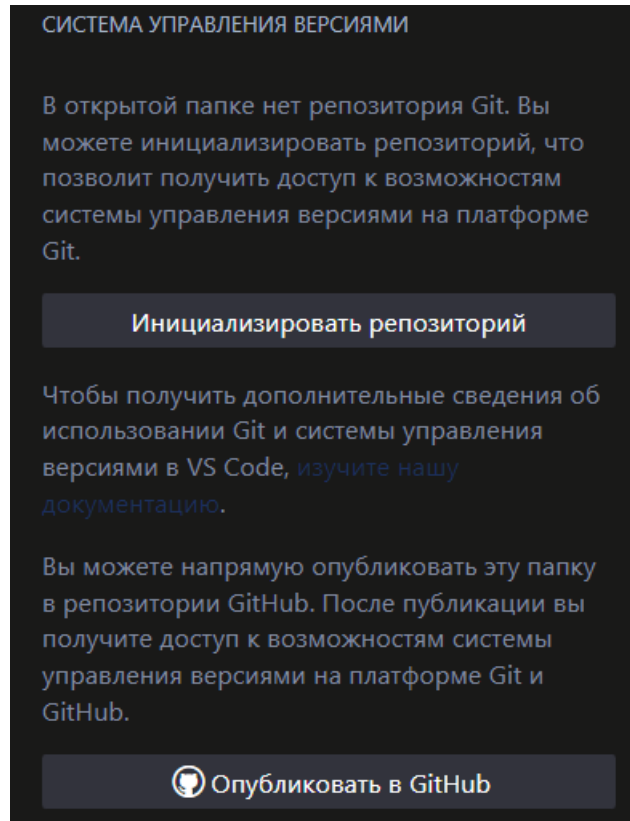 СИСТЕМА УПРАВЛЕНИЯ ВЕРСИЯМИ
В открытой папке нет репозитория Git. Вы
можете инициализировать репозиторий, что
позволит получить доступ к возможностям
системы управления версиями на платформе
Git.
Инициализировать репозиторий
Чтобы получить дополнительные сведения об
использовании Git и системы управления
версиями в VS Code, изучите нашу
документацию.
Вы можете напрямую опубликовать эту папку
в репозитории GitHub. После публикации вы
получите доступ к возможностям системы
управления версиями на платформе Git и
GitHub.
Опубликовать в GitHub